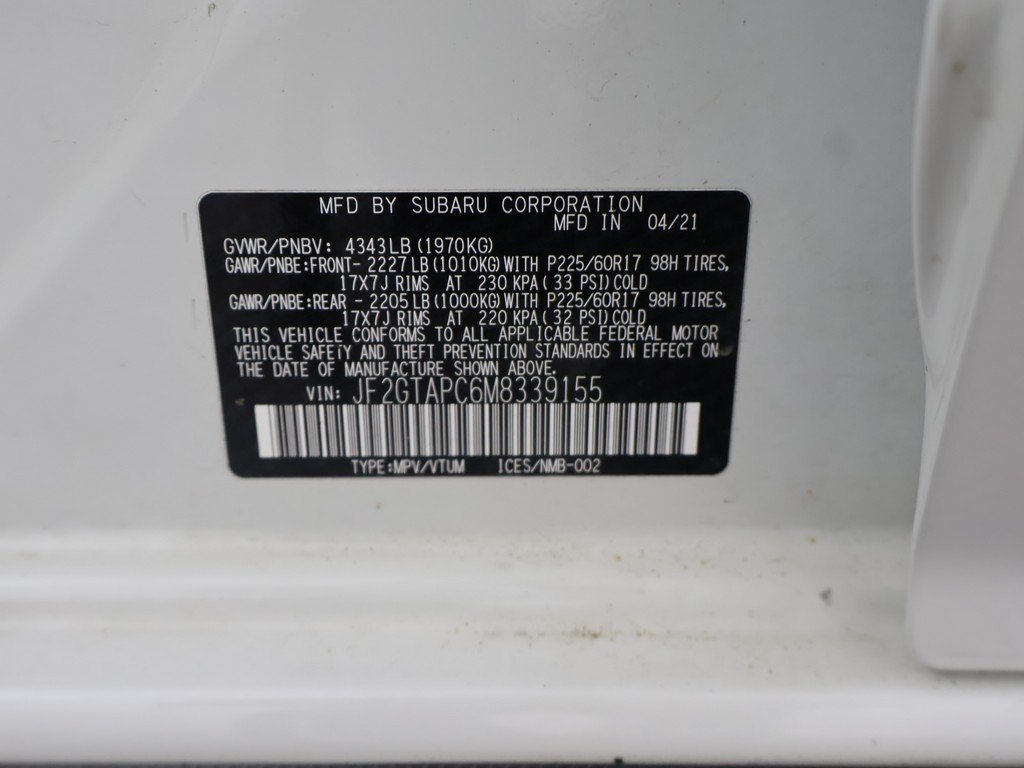 MFD BY SUBARU CORPORATION
MFD IN 04/21
GVWR/PNBV: 4343LB (1970KG)
GAWR/PNBE:FRONT- 2227LB (1010KG) WITH P225/60R17 98H TIRES,
17X7J RIMS AT 230 KPA (33 PSI) COLD
GAWR/PNBE:REAR - 2205LB (1000KG) WITH P225/60R17 98H TIRES,
17X7J RIMS AT 220 KPA (32 PSI) COLD
THIS VEHICLE CONFORMS TO ALL APPLICABLE FEDERAL MOTOR
VEHICLE SAFETY AND THEFT PREVENTION STANDARDS IN EFFECT ON
THE DATE OF MANUFACTURE SHOWN ABOVE.
VIN: JF2GTAPC6M8339155
TYPE:MPV/VTUM ICES/NMB-002